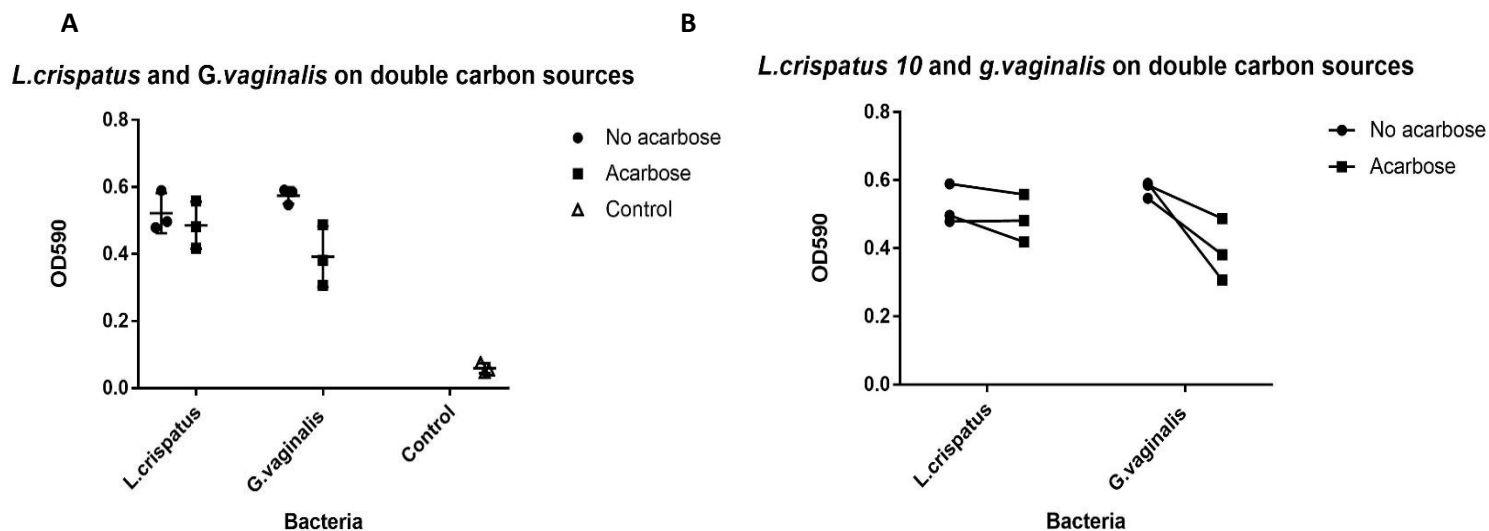 A
L.crispatus and G.vaginalis on double carbon sources
0.8
0.6
0.4
0.2
0.0
OD590
L.crispatus
G.vaginalis
Control
Bacteria
No acarbose
Acarbose
Control
B
L.crispatus 10 and g.vaginalis on double carbon sources
0.8
0.6
0.4
0.2
0.0
OD590
L.crispatus
G.vaginalis
Bacteria
No acarbose
Acarbose